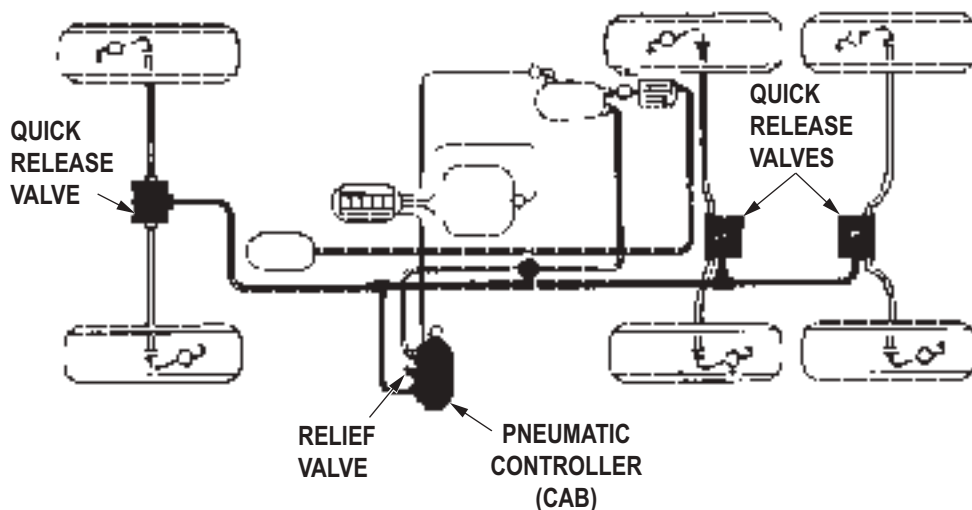 QUICK
RELEASE
VALVE
QUICK
RELEASE
VALVES
RELIEF
VALVE
PNEUMATIC
CONTROLLER
(CAB)